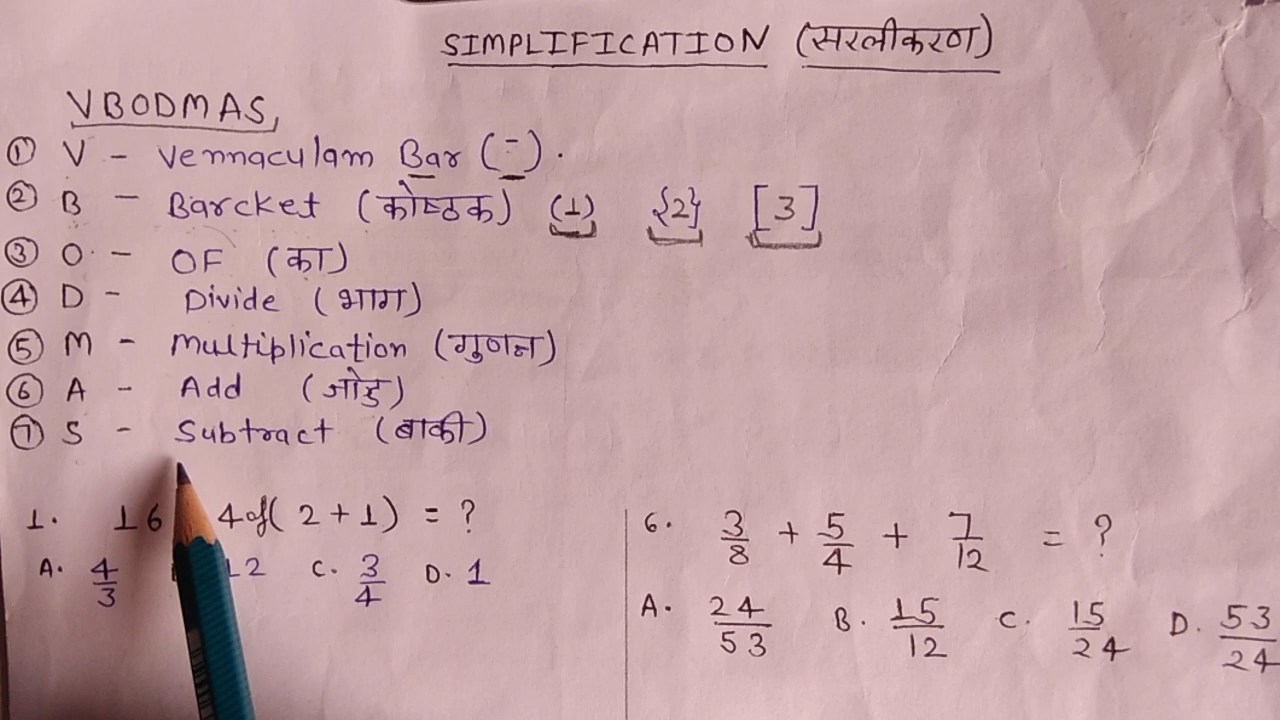 SIMPLIFICATION (सरलीकरण)
VBODMAS,
① V - Vennaculam Bar (-).
② B - Barcket (कोष्ठक) (1) {2} [3]
③ O - OF (का)
④ D - Divide (भाग)
⑤ M - Multiplication (गुणन)
⑥ A - Add (जोड़)
⑦ S - Subtract (बाकी)
1. 16 4 of (2+1) = ?
A. 4/3 12 C. 3/4 D. 1
6. 3/8 + 5/4 + 7/12 = ?
A. 24/53 B. 15/12 C. 15/24 D. 53/24